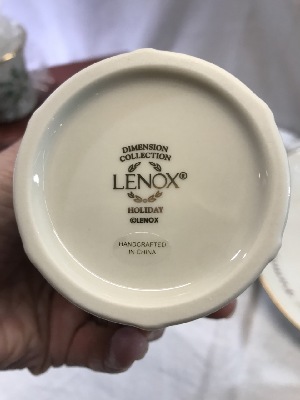 DIMENSION
COLLECTION
LENOX®
HOLIDAY
©LENOX
HANDCRAFTED
IN CHINA